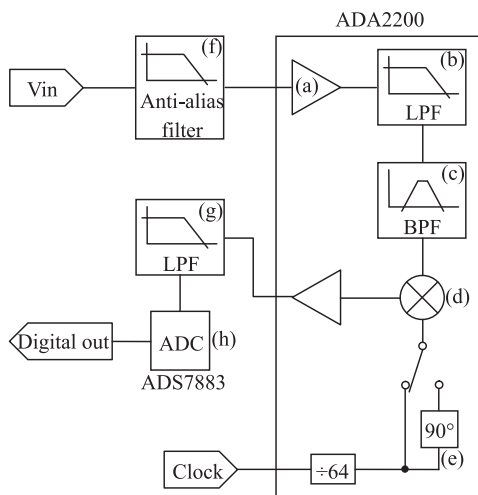 ADA2200
(f)
Vin
Anti-alias
filter
(a)
(b)
LPF
(c)
BPF
(g)
LPF
(d)
Digital out
ADC
(h)
ADS7883
90°
(e)
Clock
÷64